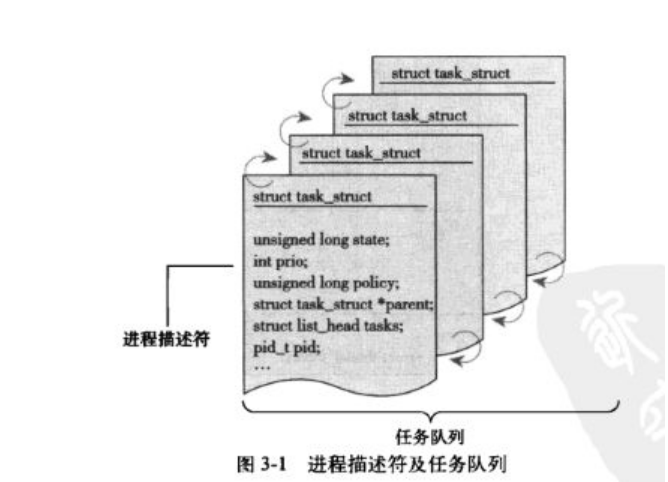 struct task_struct
struct task_struct
struct task_struct
struct task_struct
unsigned long state;
int prio;
unsigned long policy;
struct task_struct *parent;
struct list_head tasks;
pid_t pid;
…
进程描述符
任务队列
图 3-1 进程描述符及任务队列